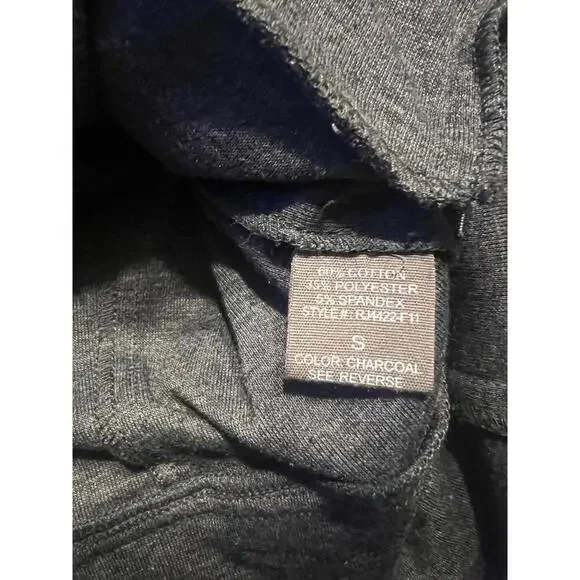 60% COTTON
35% POLYESTER
5% SPANDEX
STYLE #: RJ4422-F11
S
COLOR: CHARCOAL
SEE REVERSE